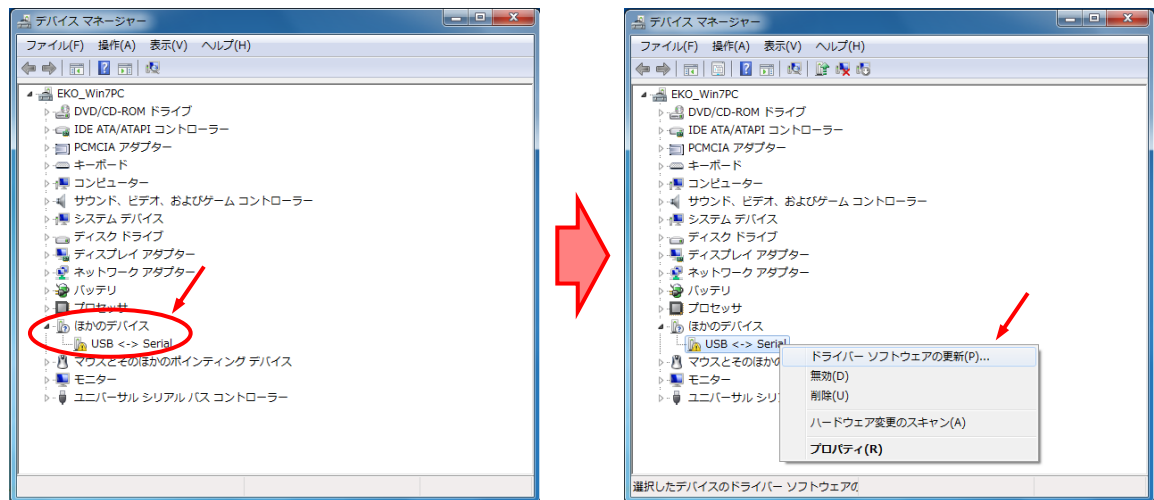 デバイス マネージャー
ファイル(F) 操作(A) 表示(V) ヘルプ(H)
EKO_Win7PC
DVD/CD-ROM ドライブ
IDE ATA/ATAPI コントローラー
PCMCIA アダプター
キーボード
コンピューター
サウンド、ビデオ、およびゲーム コントローラー
システム デバイス
ディスク ドライブ
ディスプレイ アダプター
ネットワーク アダプター
バッテリ
プロセッサ
ほかのデバイス
USB <-> Serial
マウスとそのほかのポインティング デバイス
モニター
ユニバーサル シリアル バス コントローラー
デバイス マネージャー
ファイル(F) 操作(A) 表示(V) ヘルプ(H)
EKO_Win7PC
DVD/CD-ROM ドライブ
IDE ATA/ATAPI コントローラー
PCMCIA アダプター
キーボード
コンピューター
サウンド、ビデオ、およびゲーム コントローラー
システム デバイス
ディスク ドライブ
ディスプレイ アダプター
ネットワーク アダプター
バッテリ
プロセッサ
ほかのデバイス
USB <-> Serial
マウスとそのほか
モニター
ユニバーサル シリ
ドライバー ソフトウェアの更新(P)...
無効(D)
削除(U)
ハードウェア変更のスキャン(A)
プロパティ(R)
選択したデバイスのドライバー ソフトウェアの